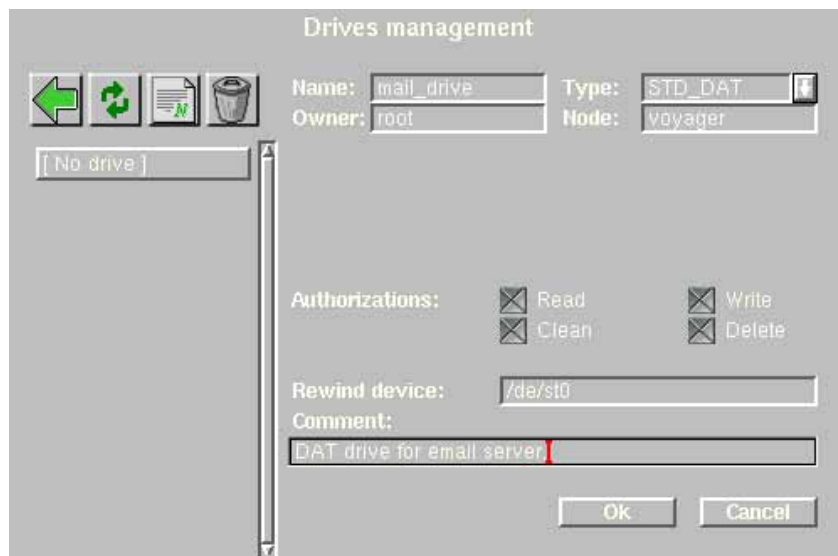 Drives management
Name: mail_drive Type: STD_DAT
Owner: root Node: voyager
N
[ No drive ]
Authorizations: Read Write
Clean Delete
Rewind device: /de/st0
Comment:
DAT drive for email server
Ok Cancel